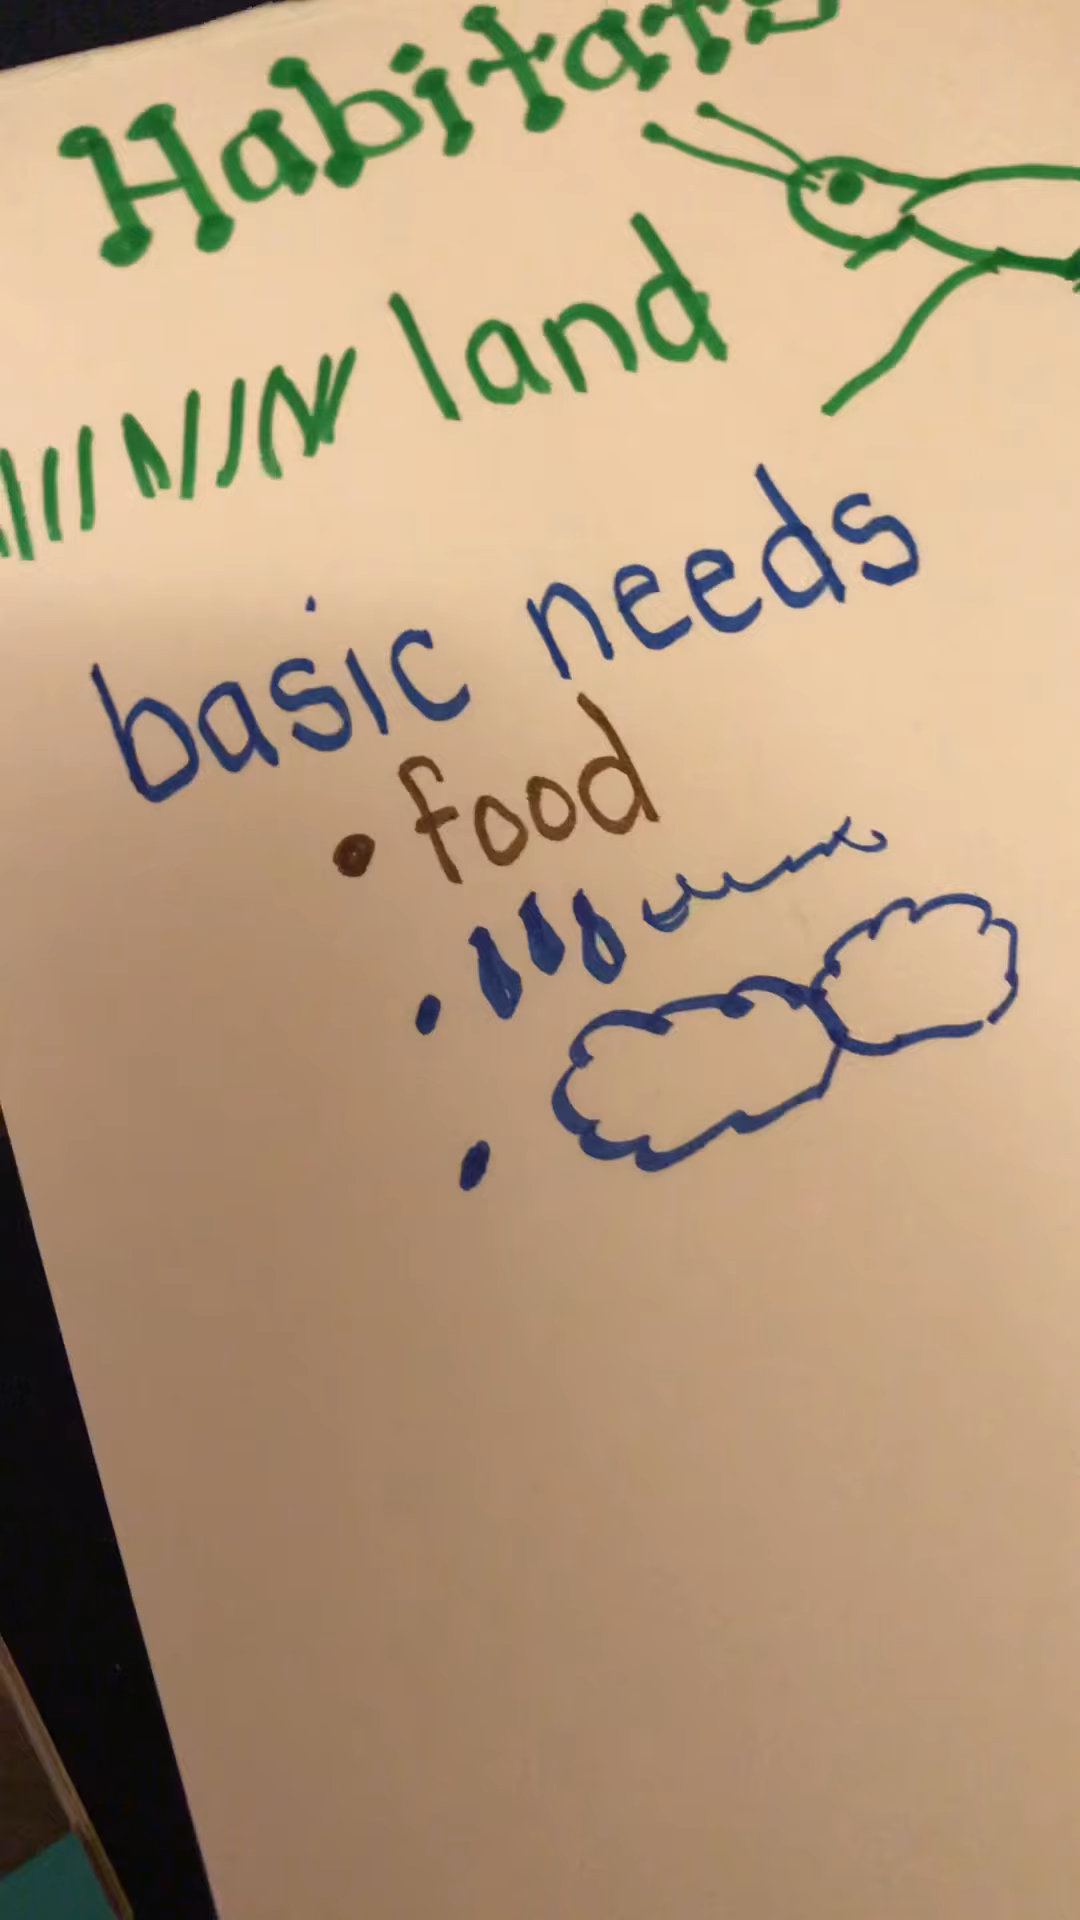 Habitats
land
basic needs
• food
•
•